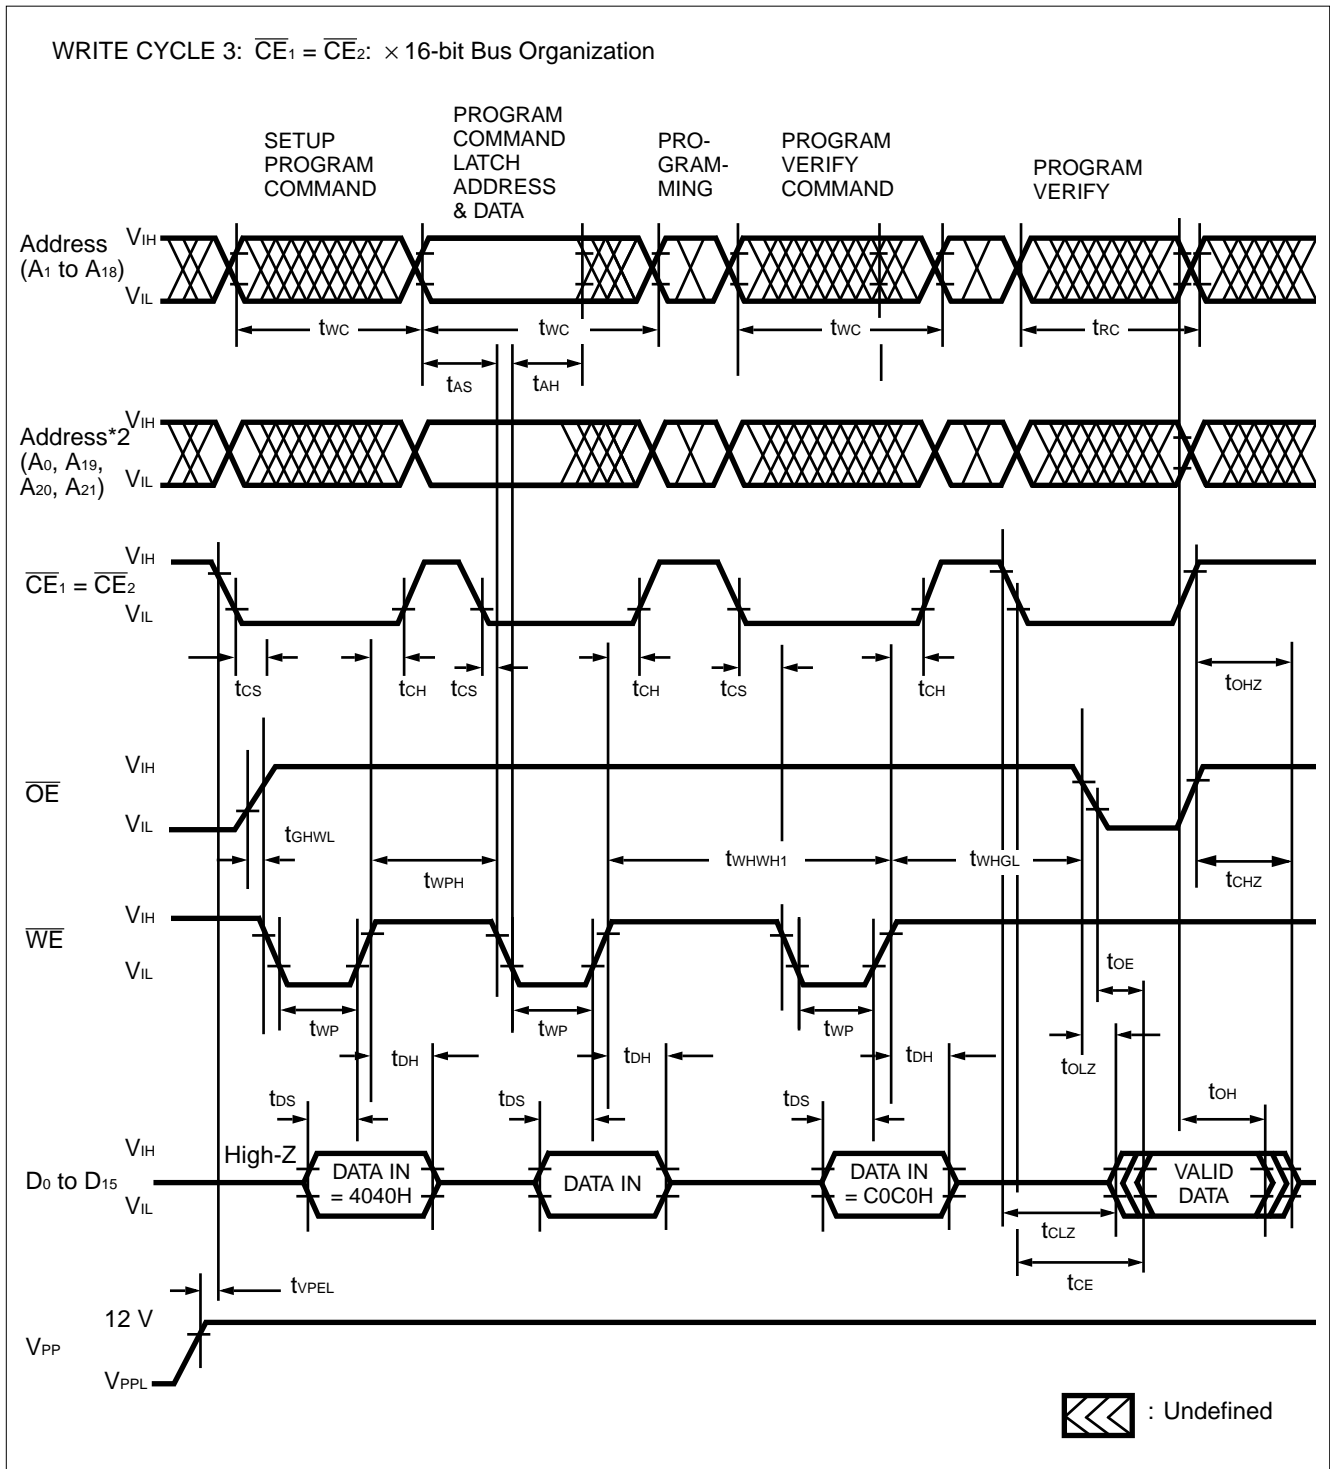 WRITE CYCLE 3: CE1 = CE2: × 16-bit Bus Organization
SETUP
PROGRAM
COMMAND
PROGRAM
COMMAND
LATCH
ADDRESS
& DATA
PRO-
GRAM-
MING
PROGRAM
VERIFY
COMMAND
PROGRAM
VERIFY
Address
(A1 to A18)
VIH
VIL
tWC
tWC
tWC
tRC
tAS
tAH
Address*2
(A0, A19,
A20, A21)
VIH
VIL
CE1 = CE2
VIH
VIL
tCS
tCH
tCS
tCH
tCS
tCH
tOHZ
OE
VIH
VIL
tGHWL
tWPH
tWHWH1
tWHGL
tCHZ
WE
VIH
VIL
tOE
tWP
tWP
tWP
tDH
tDH
tDH
tOLZ
tDS
tDS
tDS
tOH
D0 to D15
VIH
VIL
High-Z
DATA IN
= 4040H
DATA IN
DATA IN
= C0C0H
VALID
DATA
tCLZ
tCE
tVPEL
VPP
12 V
VPPL
: Undefined